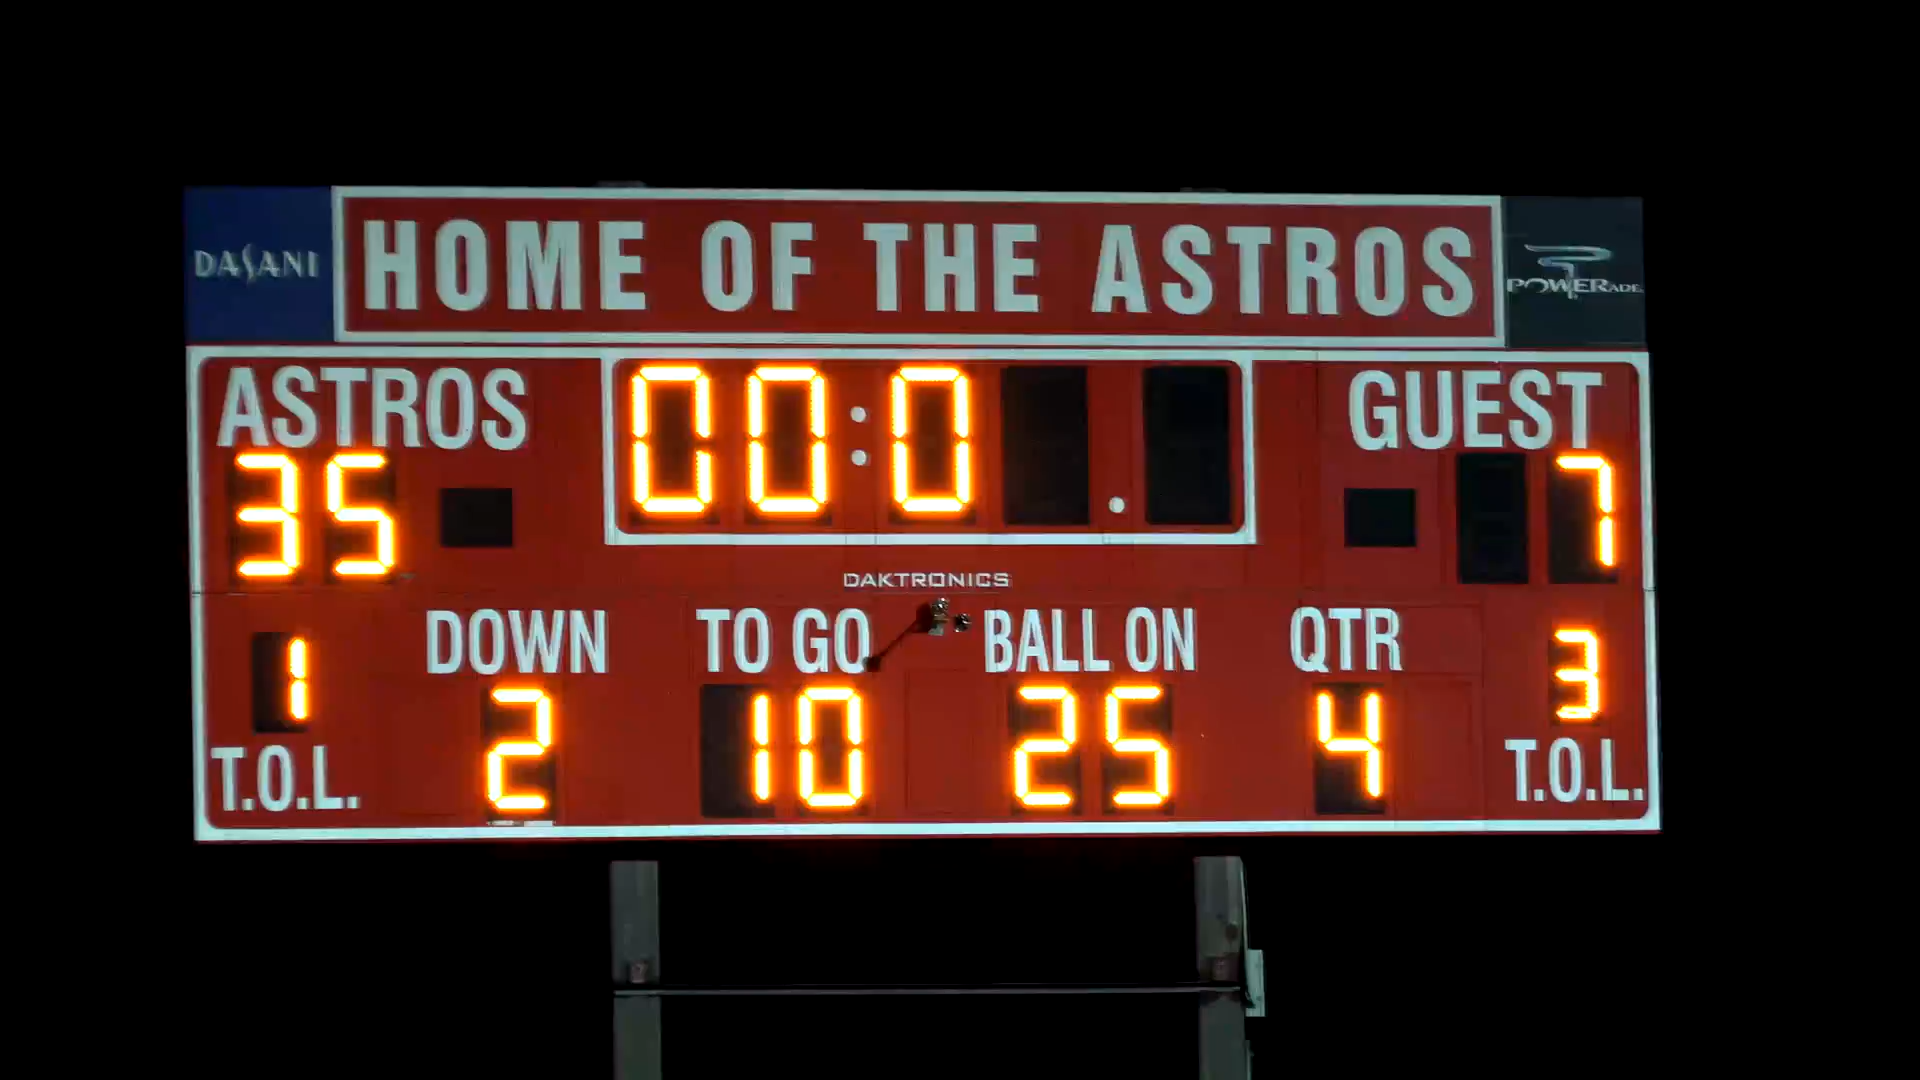 DASANI
HOME OF THE ASTROS
POWERADE
ASTROS
00:0 .
GUEST
35
7
DAKTRONICS
DOWN
TO GO
BALL ON
QTR
1
3
2
10
25
4
T.O.L.
T.O.L.